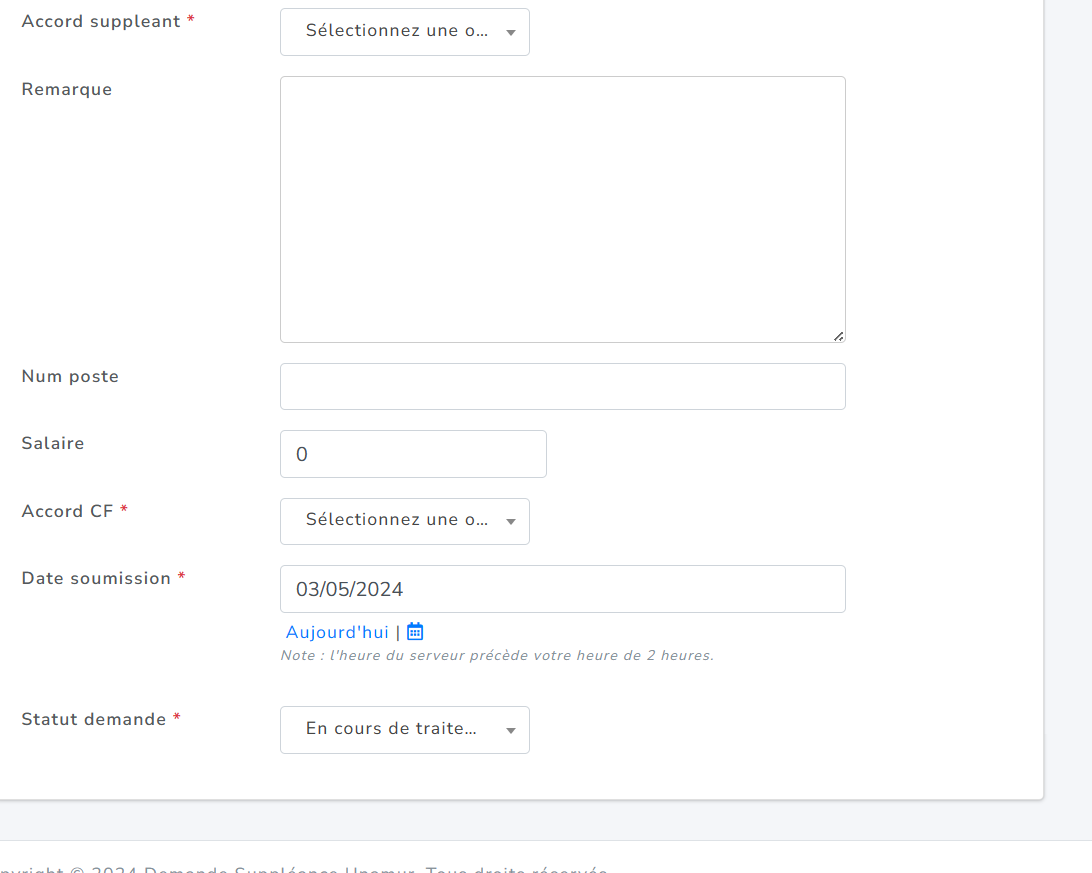 Accord suppleant *
Sélectionnez une o...
Remarque
Num poste
Salaire
0
Accord CF *
Sélectionnez une o...
Date soumission *
03/05/2024
Aujourd'hui |
Note : l'heure du serveur précède votre heure de 2 heures.
Statut demande *
En cours de traite...
pyright © 2024 Demande Suppléance Unamur. Tous droits réservés